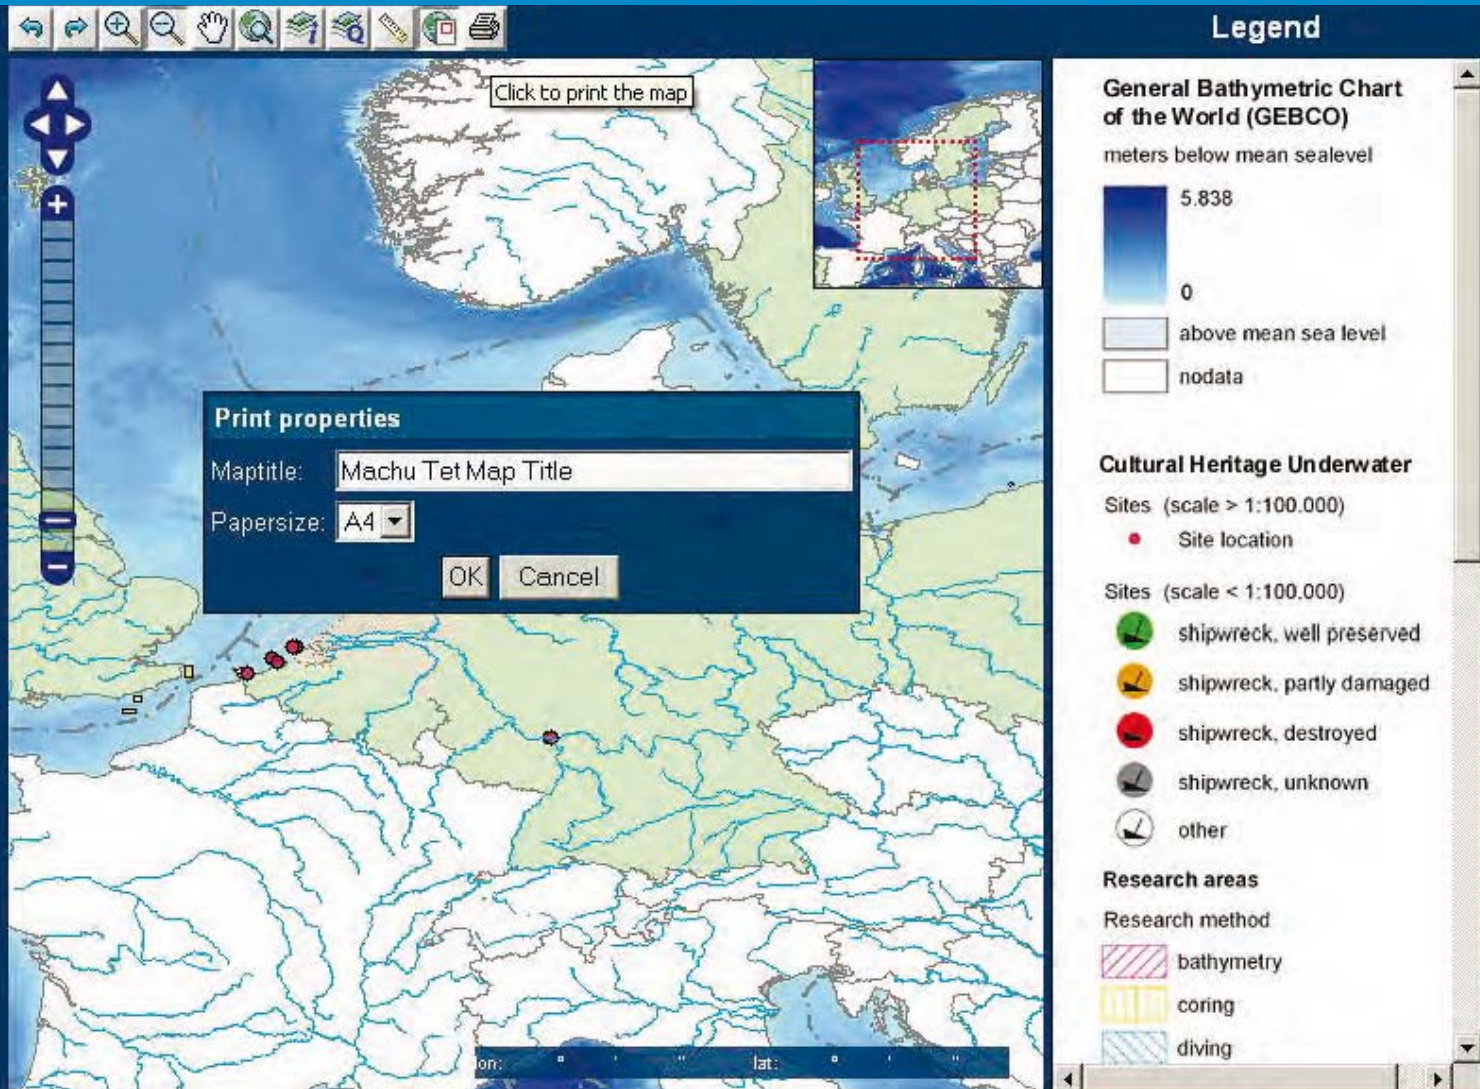 Legend
Click to print the map
General Bathymetric Chart
of the World (GEBCO)
meters below mean sealevel
5.838
0
above mean sea level
nodata
Print properties
Maptitle: Machu Tet Map Title
Papersize: A4
OK Cancel
Cultural Heritage Underwater
Sites (scale > 1:100.000)
Site location
Sites (scale < 1:100.000)
shipwreck, well preserved
shipwreck, partly damaged
shipwreck, destroyed
shipwreck, unknown
other
Research areas
Research method
bathymetry
coring
diving
on: ° ' " lat: ° ' "